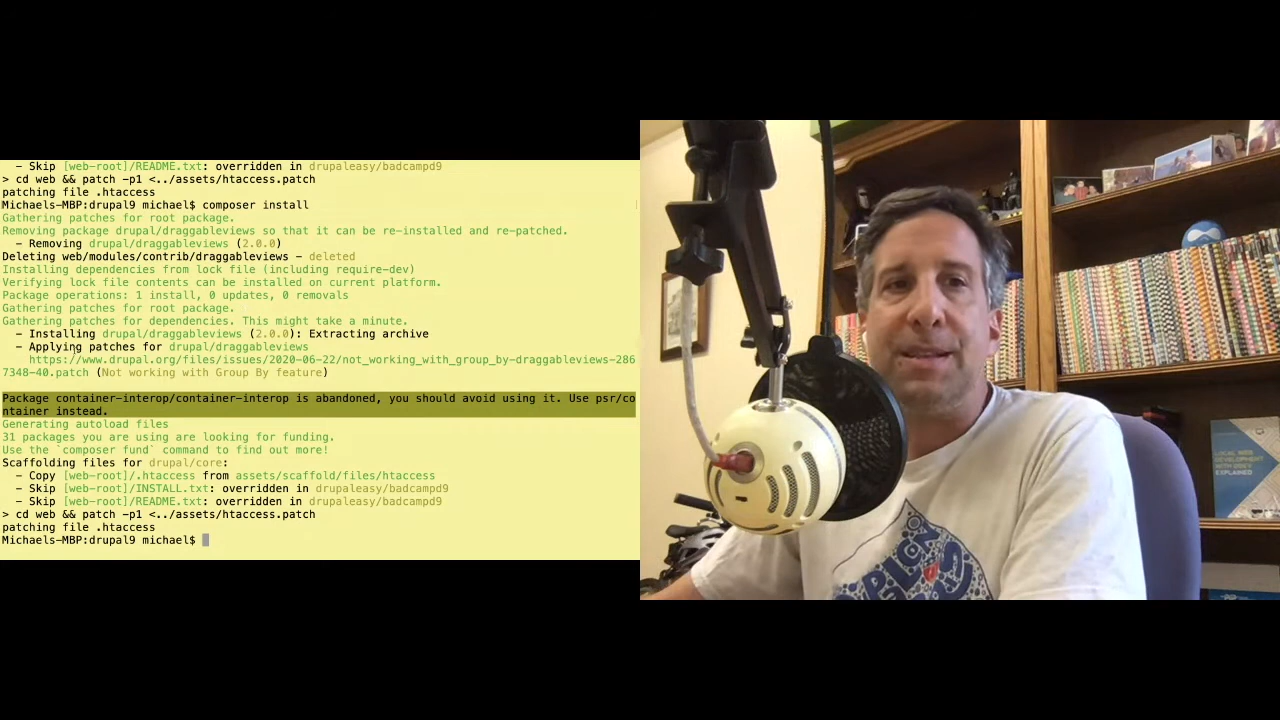 – Skip [web-root]/README.txt: overridden in drupaleasy/badcampd9
> cd web && patch -p1 <../assets/htaccess.patch
patching file .htaccess
Michaels-MBP:drupal9 michael$ composer install
Gathering patches for root package.
Removing package drupal/draggableviews so that it can be re-installed and re-patched.
– Removing drupal/draggableviews (2.0.0)
Deleting web/modules/contrib/draggableviews – deleted
Installing dependencies from lock file (including require-dev)
Verifying lock file contents can be installed on current platform.
Package operations: 1 install, 0 updates, 0 removals
Gathering patches for root package.
Gathering patches for dependencies. This might take a minute.
– Installing drupal/draggableviews (2.0.0): Extracting archive
– Applying patches for drupal/draggableviews
https://www.drupal.org/files/issues/2020-06-22/not_working_with_group_by-draggableviews-286
7348-40.patch (Not working with Group By feature)
Package container-interop/container-interop is abandoned, you should avoid using it. Use psr/co
ntainer instead.
Generating autoload files
31 packages you are using are looking for funding.
Use the `composer fund` command to find out more!
Scaffolding files for drupal/core:
– Copy [web-root]/.htaccess from assets/scaffold/files/htaccess
– Skip [web-root]/INSTALL.txt: overridden in drupaleasy/badcampd9
– Skip [web-root]/README.txt: overridden in drupaleasy/badcampd9
> cd web && patch -p1 <../assets/htaccess.patch
patching file .htaccess
Michaels-MBP:drupal9 michael$
LOCAL WEB
DEVELOPMENT
WITH DDEV
EXPLAINED